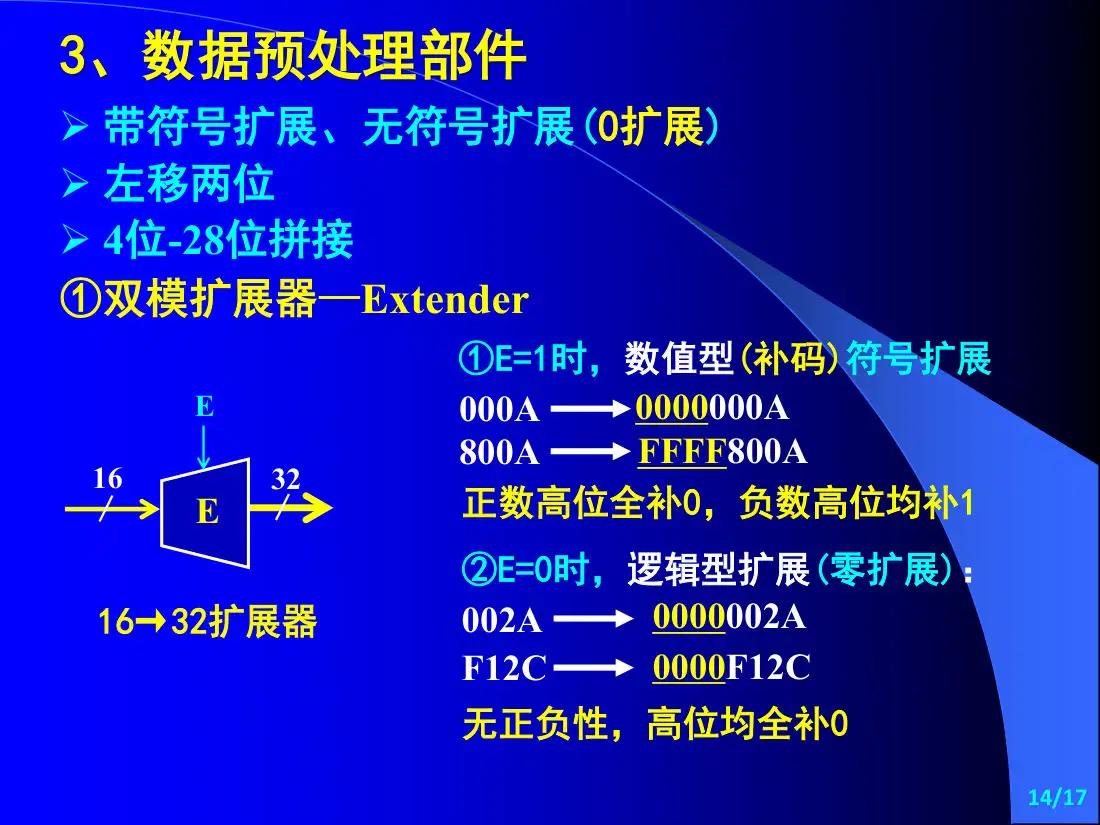 3、数据预处理部件
带符号扩展、无符号扩展(0扩展)
左移两位
4位-28位拼接
①双模扩展器—Extender
E
16
32
E
16→32扩展器
①E=1时，数值型(补码)符号扩展
000A 0000000A
800A FFFF800A
正数高位全补0，负数高位均补1
②E=0时，逻辑型扩展(零扩展)：
002A 0000002A
F12C 0000F12C
无正负性，高位均全补0
14/17